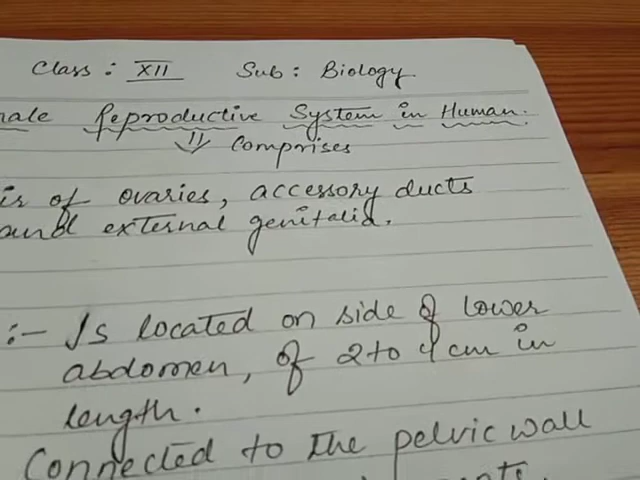 Class : XII Sub : Biology
Reproductive System in Human.
Comprises
of ovaries, accessory ducts
and external genitalia.
:- Is located on side of lower
abdomen, of 2 to 4 cm in
length.
Connected to the pelvic wall